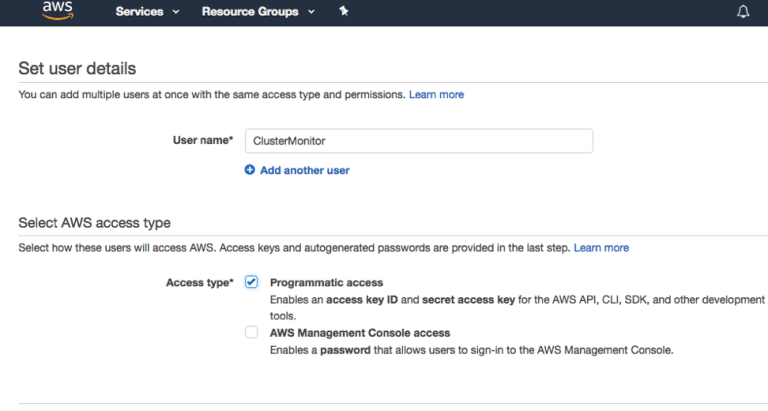 aws
Services
Resource Groups
Set user details
You can add multiple users at once with the same access type and permissions. Learn more
User name* ClusterMonitor
Add another user
Select AWS access type
Select how these users will access AWS. Access keys and autogenerated passwords are provided in the last step. Learn more
Access type* Programmatic access
Enables an access key ID and secret access key for the AWS API, CLI, SDK, and other development
tools.
AWS Management Console access
Enables a password that allows users to sign-in to the AWS Management Console.